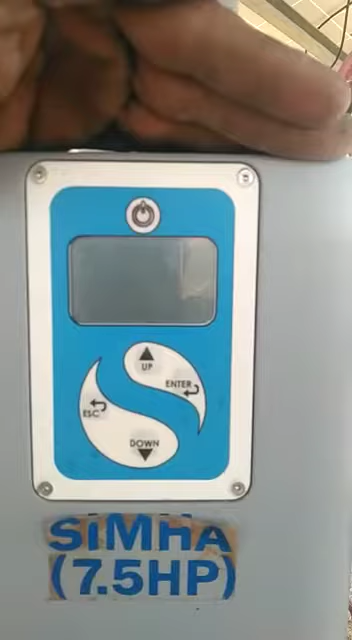 UP
ENTER
ESC
DOWN
SIMHA
(7.5HP)